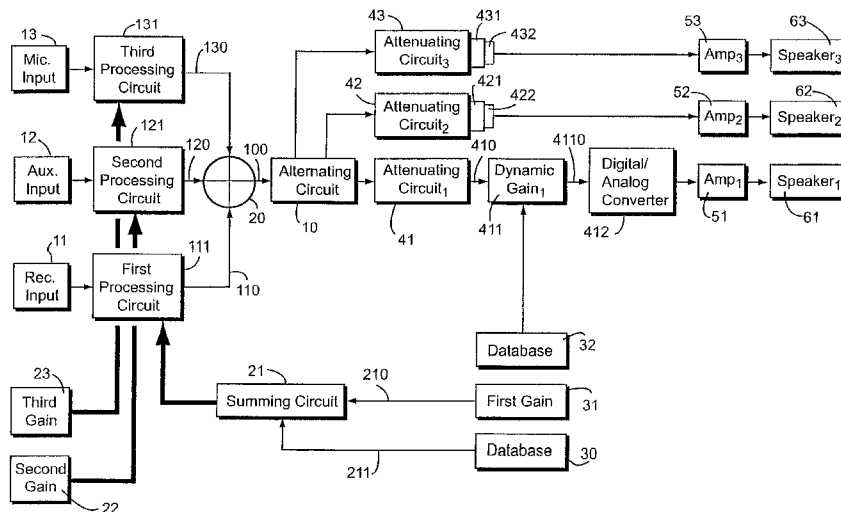 13
Mic.
Input
131
Third
Processing
Circuit
130
12
Aux.
Input
121
Second
Processing
Circuit
120
11
Rec.
Input
111
First
Processing
Circuit
110
20
100
Alternating
Circuit
10
43
Attenuating
Circuit3
431
432
42
Attenuating
Circuit2
421
422
Attenuating
Circuit1
41
410
Dynamic
Gain1
411
4110
Digital/
Analog
Converter
412
53
Amp3
63
Speaker3
52
Amp2
62
Speaker2
Amp1
51
Speaker1
61
Database
32
21
Summing Circuit
210
First Gain
31
211
Database
30
23
Third
Gain
Second
Gain
22